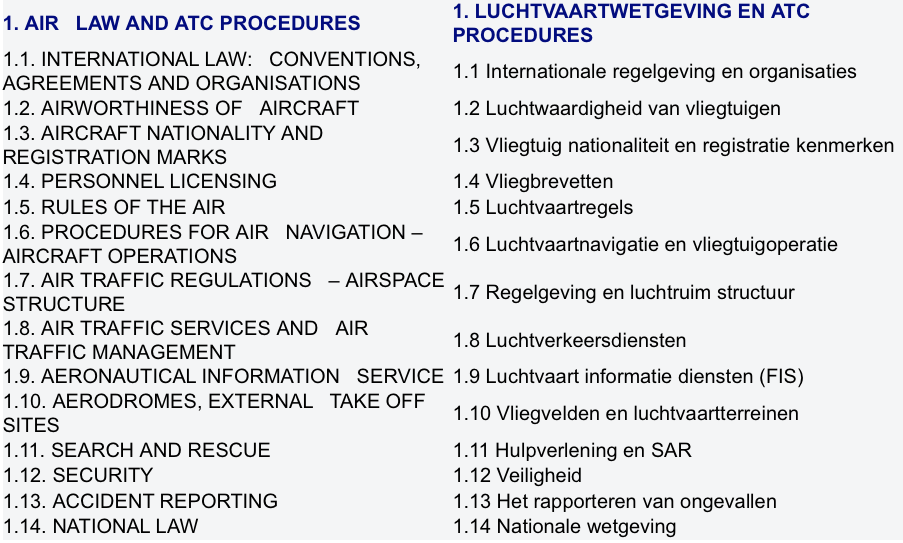 1. AIR LAW AND ATC PROCEDURES
1. LUCHTVAARTWETGEVING EN ATC
PROCEDURES
1.1. INTERNATIONAL LAW: CONVENTIONS,
AGREEMENTS AND ORGANISATIONS
1.1 Internationale regelgeving en organisaties
1.2. AIRWORTHINESS OF AIRCRAFT
1.2 Luchtwaardigheid van vliegtuigen
1.3. AIRCRAFT NATIONALITY AND
REGISTRATION MARKS
1.3 Vliegtuig nationaliteit en registratie kenmerken
1.4. PERSONNEL LICENSING
1.4 Vliegbrevetten
1.5. RULES OF THE AIR
1.5 Luchtvaartregels
1.6. PROCEDURES FOR AIR NAVIGATION –
AIRCRAFT OPERATIONS
1.6 Luchtvaartnavigatie en vliegtuigoperatie
1.7. AIR TRAFFIC REGULATIONS – AIRSPACE
STRUCTURE
1.7 Regelgeving en luchtruim structuur
1.8. AIR TRAFFIC SERVICES AND AIR
TRAFFIC MANAGEMENT
1.8 Luchtverkeersdiensten
1.9. AERONAUTICAL INFORMATION SERVICE
1.9 Luchtvaart informatie diensten (FIS)
1.10. AERODROMES, EXTERNAL TAKE OFF
SITES
1.10 Vliegvelden en luchtvaartterreinen
1.11. SEARCH AND RESCUE
1.11 Hulpverlening en SAR
1.12. SECURITY
1.12 Veiligheid
1.13. ACCIDENT REPORTING
1.13 Het rapporteren van ongevallen
1.14. NATIONAL LAW
1.14 Nationale wetgeving